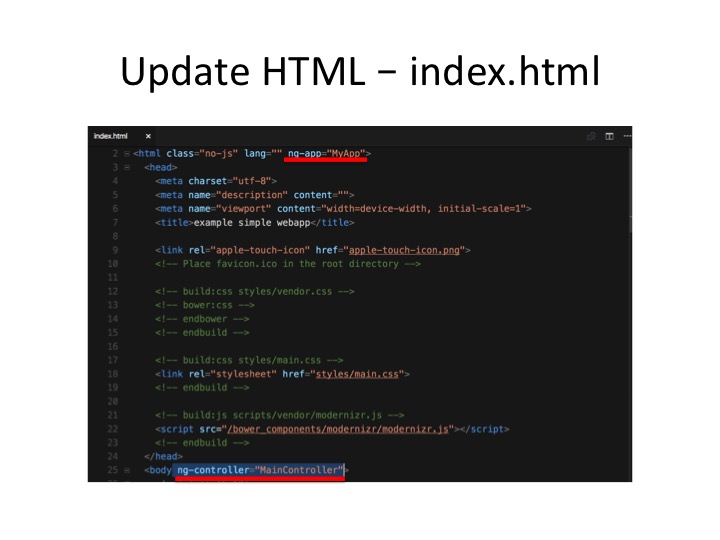 Update HTML – index.html
index.html ×
2 <html class="no-js" lang="" ng-app="MyApp">
3 <head>
4 <meta charset="utf-8">
5 <meta name="description" content="">
6 <meta name="viewport" content="width=device-width, initial-scale=1">
7 <title>example simple webapp</title>
8
9 <link rel="apple-touch-icon" href="apple-touch-icon.png">
10 <!-- Place favicon.ico in the root directory -->
11
12 <!-- build:css styles/vendor.css -->
13 <!-- bower:css -->
14 <!-- endbower -->
15 <!-- endbuild -->
16
17 <!-- build:css styles/main.css -->
18 <link rel="stylesheet" href="styles/main.css">
19 <!-- endbuild -->
20
21 <!-- build:js scripts/vendor/modernizr.js -->
22 <script src="/bower_components/modernizr/modernizr.js"></script>
23 <!-- endbuild -->
24 </head>
25 <body ng-controller="MainController">